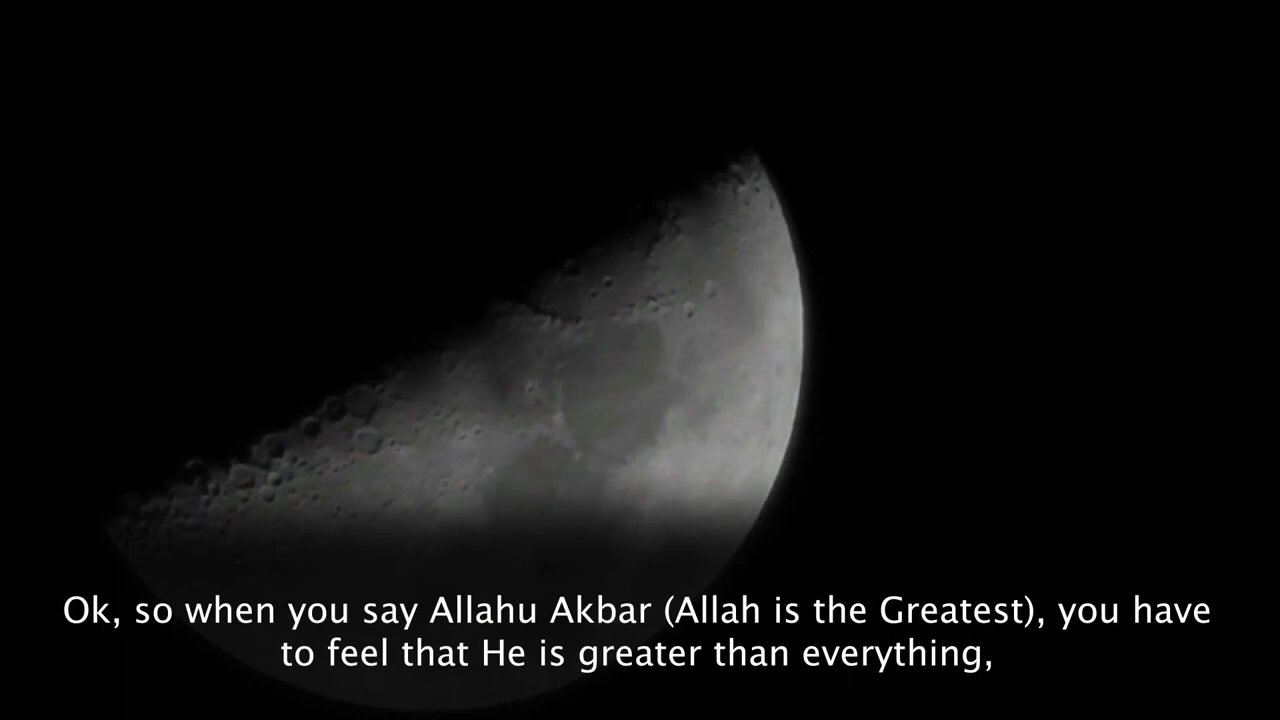 Ok, so when you say Allahu Akbar (Allah is the Greatest), you have
to feel that He is greater than everything,